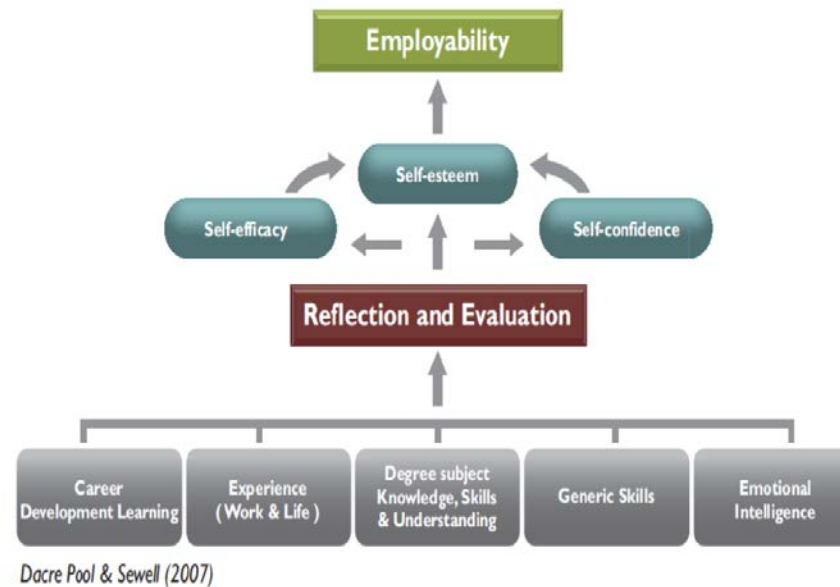 Employability
Self-esteem
Self-efficacy
Self-confidence
Reflection and Evaluation
Career
Development Learning
Experience
( Work & Life )
Degree subject
Knowledge, Skills
& Understanding
Generic Skills
Emotional
Intelligence
Dacre Pool & Sewell (2007)